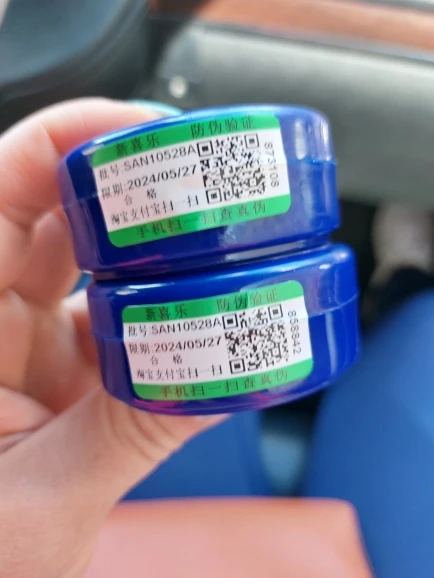 新喜乐 防伪验证
批号:SAN10528A
限期:2024/05/27
合 格
淘宝支付宝扫一扫
手机扫一扫查真伪
新喜乐 防伪验证
批号:SAN10528A
限期:2024/05/27
合 格
淘宝支付宝扫一扫
858842
手机扫一扫查真伪